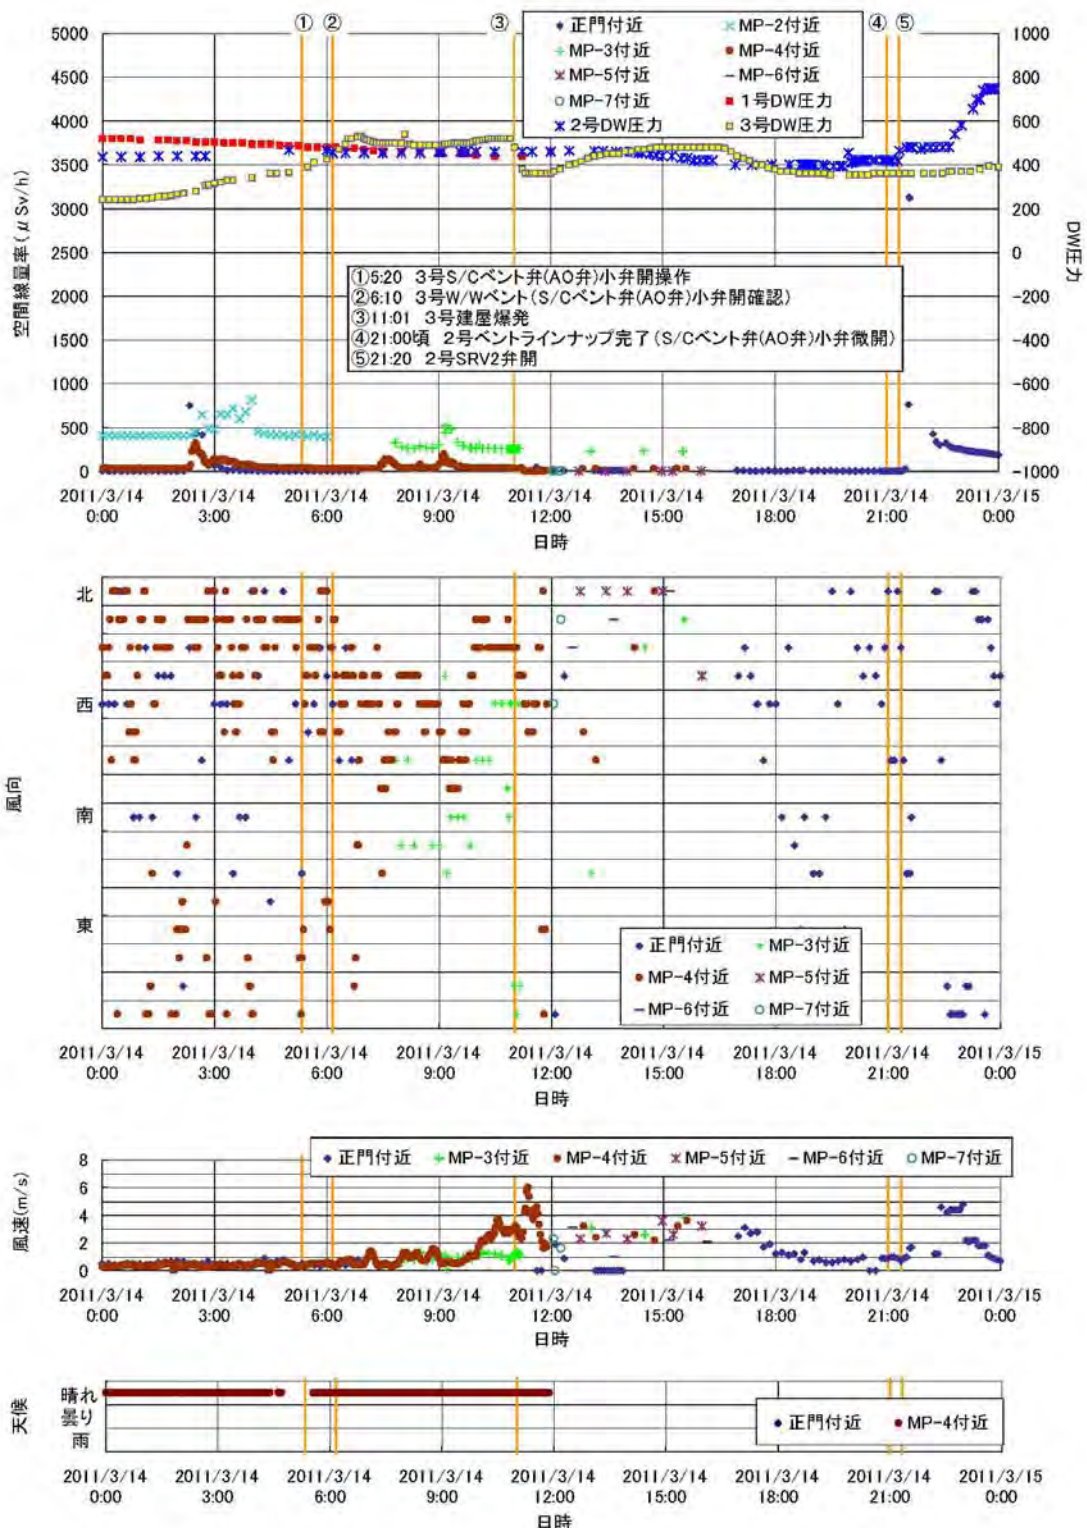 ① ② ③ ④ ⑤
5000 4500 4000 3500 3000 2500 2000 1500 1000 500 0
空間線量率(μSv/h)
1000 800 600 400 200 0 -200 -400 -600 -800 -1000
DW圧力
正門付近 MP-2付近
MP-3付近 MP-4付近
MP-5付近 MP-6付近
MP-7付近 1号DW圧力
2号DW圧力 3号DW圧力
①5:20 3号S/Cベント弁(AO弁)小弁開操作
②6:10 3号W/Wベント(S/Cベント弁(AO弁)小弁開確認)
③11:01 3号建屋爆発
④21:00頃 2号ベントラインナップ完了(S/Cベント弁(AO弁)小弁微開)
⑤21:20 2号SRV2弁開
2011/3/14 2011/3/14 2011/3/14 2011/3/14 2011/3/14 2011/3/14 2011/3/14 2011/3/14 2011/3/15
0:00 3:00 6:00 9:00 12:00 15:00 18:00 21:00 0:00
日時
風向
北
西
南
東
正門付近 MP-3付近
MP-4付近 MP-5付近
MP-6付近 MP-7付近
2011/3/14 2011/3/14 2011/3/14 2011/3/14 2011/3/14 2011/3/14 2011/3/14 2011/3/14 2011/3/15
0:00 3:00 6:00 9:00 12:00 15:00 18:00 21:00 0:00
日時
風速(m/s)
8 6 4 2 0
正門付近 MP-3付近 MP-4付近 MP-5付近 MP-6付近 MP-7付近
2011/3/14 2011/3/14 2011/3/14 2011/3/14 2011/3/14 2011/3/14 2011/3/14 2011/3/14 2011/3/15
0:00 3:00 6:00 9:00 12:00 15:00 18:00 21:00 0:00
日時
天候
晴れ
曇り
雨
正門付近 MP-4付近
2011/3/14 2011/3/14 2011/3/14 2011/3/14 2011/3/14 2011/3/14 2011/3/14 2011/3/14 2011/3/15
0:00 3:00 6:00 9:00 12:00 15:00 18:00 21:00 0:00
日時